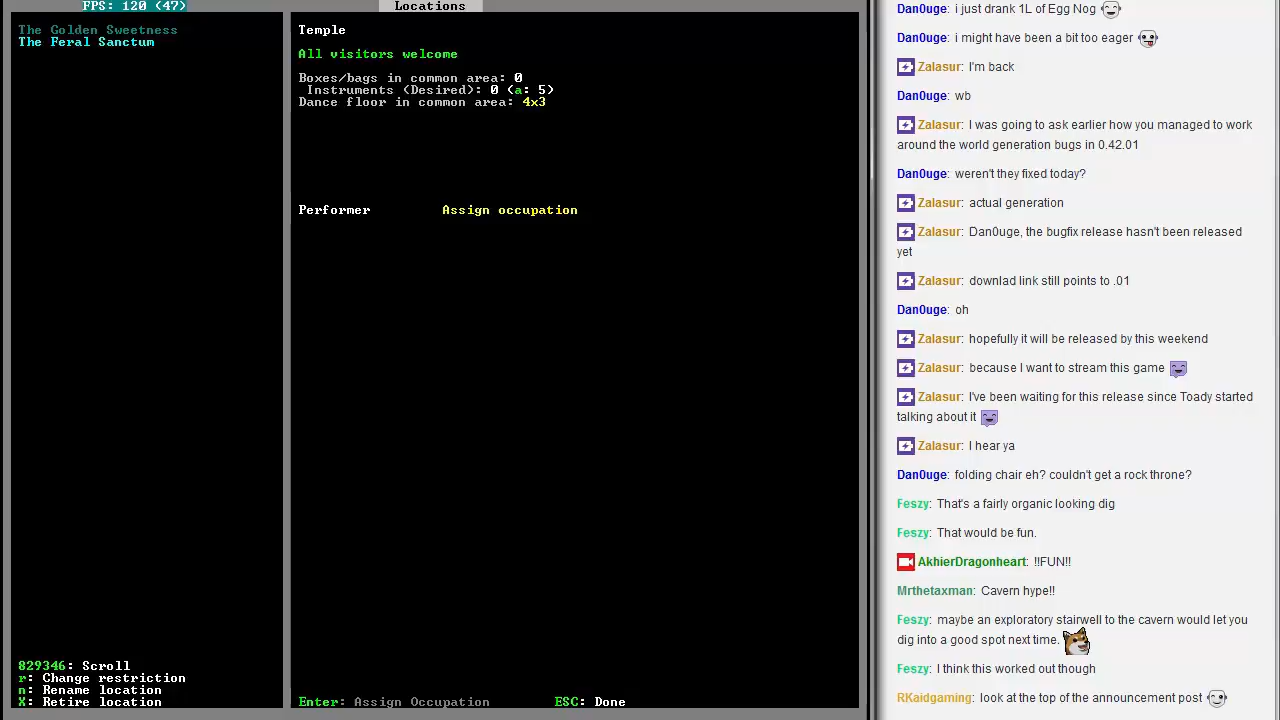 FPS: 120 (47)
Locations
The Golden Sweetness
The Feral Sanctum
829346: Scroll
r: Change restriction
n: Rename location
X: Retire location
Temple
All visitors welcome
Boxes/bags in common area: 0
Instruments (Desired): 0 (a: 5)
Dance floor in common area: 4x3
Performer Assign occupation
Enter: Assign Occupation ESC: Done
Dan0uge: i just drank 1L of Egg Nog
Dan0uge: i might have been a bit too eager
Zalasur: I'm back
Dan0uge: wb
Zalasur: I was going to ask earlier how you managed to work
around the world generation bugs in 0.42.01
Dan0uge: weren't they fixed today?
Zalasur: actual generation
Zalasur: Dan0uge, the bugfix release hasn't been released
yet
Zalasur: downlad link still points to .01
Dan0uge: oh
Zalasur: hopefully it will be released by this weekend
Zalasur: because I want to stream this game
Zalasur: I've been waiting for this release since Toady started
talking about it
Zalasur: I hear ya
Dan0uge: folding chair eh? couldn't get a rock throne?
Feszy: That's a fairly organic looking dig
Feszy: That would be fun.
AkhierDragonheart: !!FUN!!
Mrthetaxman: Cavern hype!!
Feszy: maybe an exploratory stairwell to the cavern would let you
dig into a good spot next time.
Feszy: I think this worked out though
RKaidgaming: look at the top of the announcement post